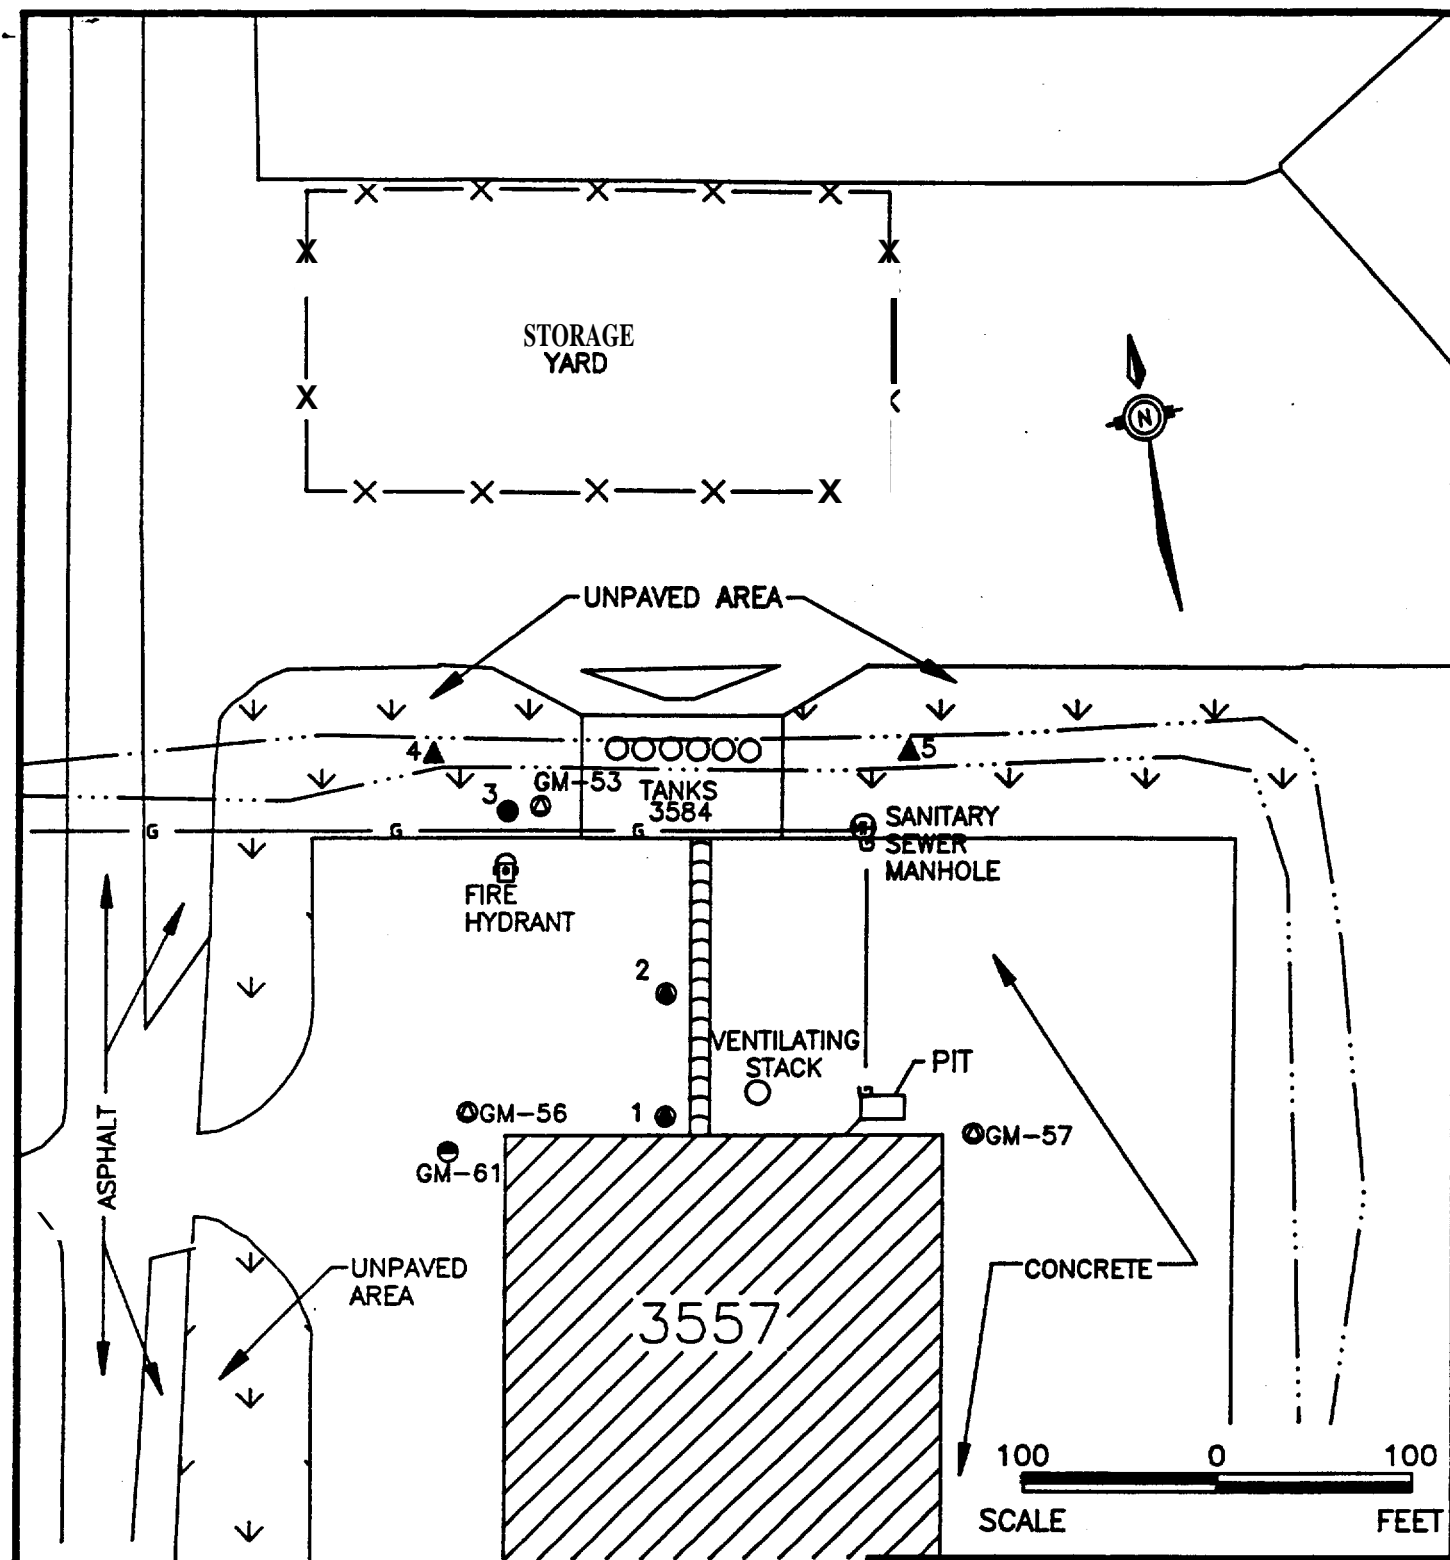 STORAGE
YARD
N
UNPAVED AREA
4
5
GM-53
3
TANKS
3584
G
G
G
SANITARY
SEWER
MANHOLE
G
FIRE
HYDRANT
2
VENTILATING
STACK
PIT
G
GM-56
1
GM-57
GM-61
ASPHALT
UNPAVED
AREA
CONCRETE
3557
100 0 100
SCALE FEET